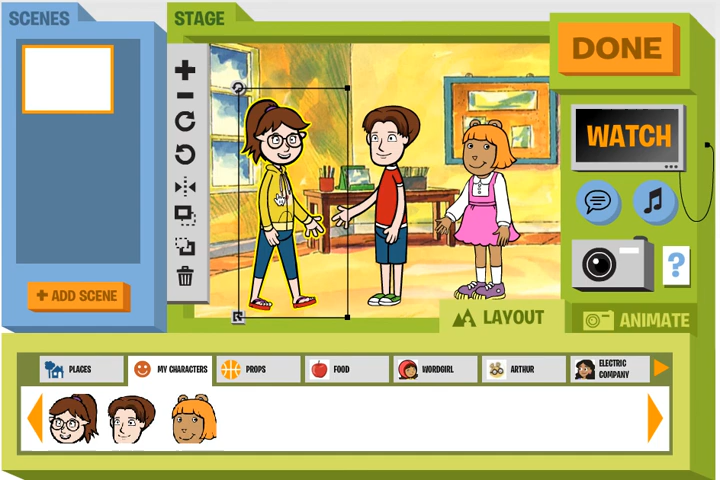 SCENES
STAGE
DONE
WATCH
?
+ ADD SCENE
LAYOUT
ANIMATE
PLACES
MY CHARACTERS
PROPS
FOOD
WORDGIRL
ARTHUR
ELECTRIC
COMPANY